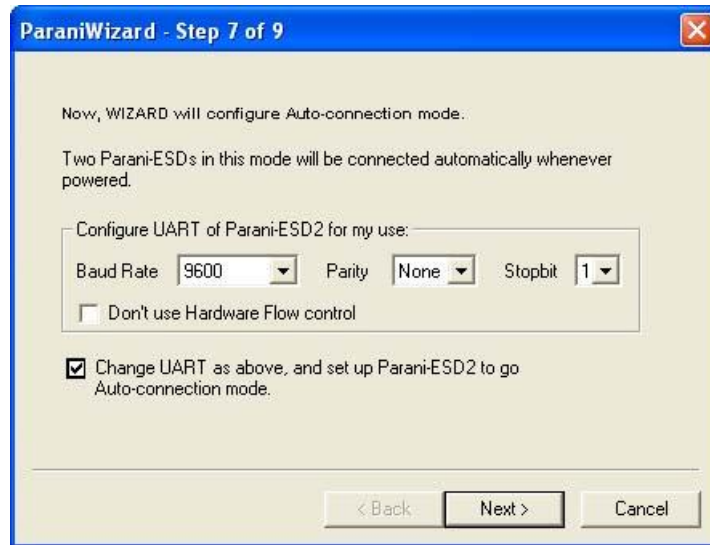 ParaniWizard - Step 7 of 9
Now, WIZARD will configure Auto-connection mode.
Two Parani-ESDs in this mode will be connected automatically whenever
powered.
Configure UART of Parani-ESD2 for my use:
Baud Rate 9600 Parity None Stopbit 1
Don't use Hardware Flow control
Change UART as above, and set up Parani-ESD2 to go
Auto-connection mode.
< Back Next > Cancel